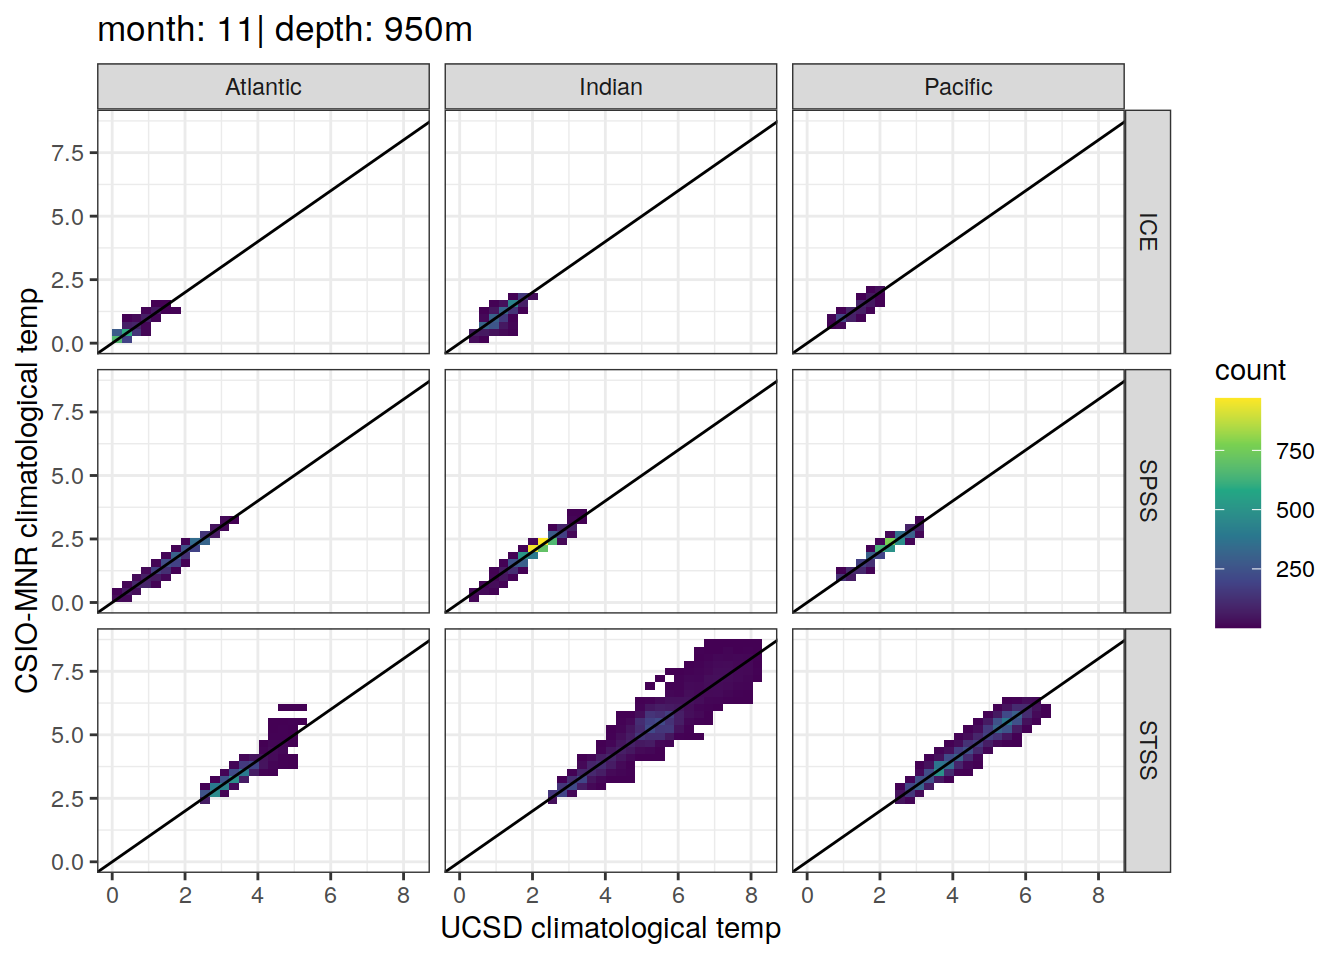 month: 11| depth: 950m
Atlantic
Indian
Pacific
7.5
5.0
2.5
0.0
ICE
7.5
5.0
2.5
0.0
SPSS
7.5
5.0
2.5
0.0
STSS
0 2 4 6 8
0 2 4 6 8
0 2 4 6 8
UCSD climatological temp
CSIO-MNR climatological temp
count
750
500
250